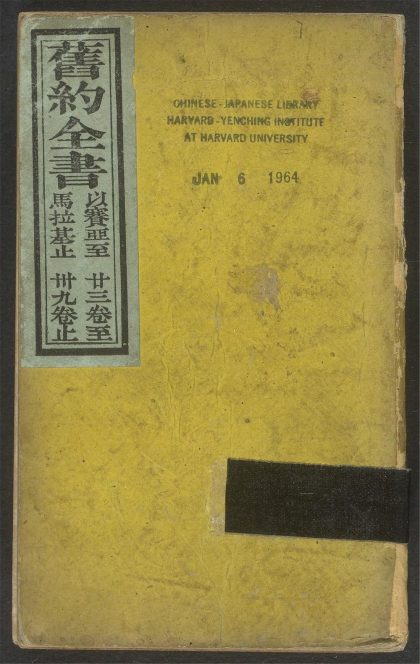 舊約全書
以賽亞至 廿三卷至
馬拉基止 卅九卷止
CHINESE-JAPANESE LIBRARY
HARVARD-YENCHING INSTITUTE
AT HARVARD UNIVERSITY
JAN 6 1964